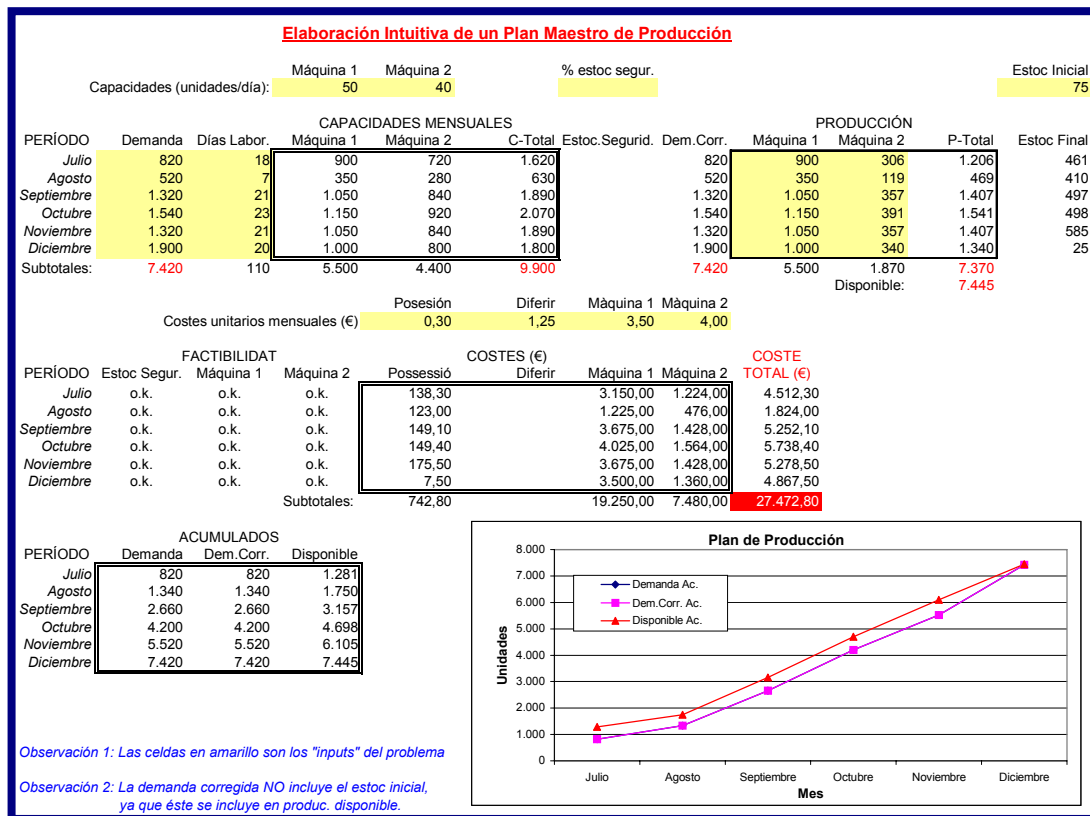 Elaboración Intuitiva de un Plan Maestro de Producción
Máquina 1 Máquina 2 % estoc segur. Estoc Inicial
Capacidades (unidades/día): 50 40 75
CAPACIDADES MENSUALES PRODUCCIÓN
PERÍODO Demanda Días Labor. Máquina 1 Máquina 2 C-Total Estoc.Segurid. Dem.Corr. Máquina 1 Máquina 2 P-Total Estoc Final
Julio 820 18 900 720 1.620 820 900 306 1.206 461
Agosto 520 7 350 280 630 520 350 119 469 410
Septiembre 1.320 21 1.050 840 1.890 1.320 1.050 357 1.407 497
Octubre 1.540 23 1.150 920 2.070 1.540 1.150 391 1.541 498
Noviembre 1.320 21 1.050 840 1.890 1.320 1.050 357 1.407 585
Diciembre 1.900 20 1.000 800 1.800 1.900 1.000 340 1.340 25
Subtotales: 7.420 110 5.500 4.400 9.900 7.420 5.500 1.870 7.370
Disponible: 7.445
Posesión Diferir Màquina 1 Màquina 2
Costes unitarios mensuales (€) 0,30 1,25 3,50 4,00
FACTIBILIDAT COSTES (€) COSTE
PERÍODO Estoc Segur. Màquina 1 Màquina 2 Possessió Diferir Màquina 1 Màquina 2 TOTAL (€)
Julio o.k. o.k. o.k. 138,30 3.150,00 1.224,00 4.512,30
Agosto o.k. o.k. o.k. 123,00 1.225,00 476,00 1.824,00
Septiembre o.k. o.k. o.k. 149,10 3.675,00 1.428,00 5.252,10
Octubre o.k. o.k. o.k. 149,40 4.025,00 1.564,00 5.738,40
Noviembre o.k. o.k. o.k. 175,50 3.675,00 1.428,00 5.278,50
Diciembre o.k. o.k. o.k. 7,50 3.500,00 1.360,00 4.867,50
Subtotales: 742,80 19.250,00 7.480,00 27.472,80
ACUMULADOS
PERÍODO Demanda Dem.Corr. Disponible
Julio 820 820 1.281
Agosto 1.340 1.340 1.750
Septiembre 2.660 2.660 3.157
Octubre 4.200 4.200 4.698
Noviembre 5.520 5.520 6.105
Diciembre 7.420 7.420 7.445
Plan de Producción
8.000
7.000
6.000
5.000
4.000
3.000
2.000
1.000
0
Unidades
Demanda Ac.
Dem.Corr. Ac.
Disponible Ac.
Julio Agosto Septiembre Octubre Noviembre Diciembre
Mes
Observación 1: Las celdas en amarillo son los "inputs" del problema
Observación 2: La demanda corregida NO incluye el estoc inicial,
ya que éste se incluye en produc. disponible.